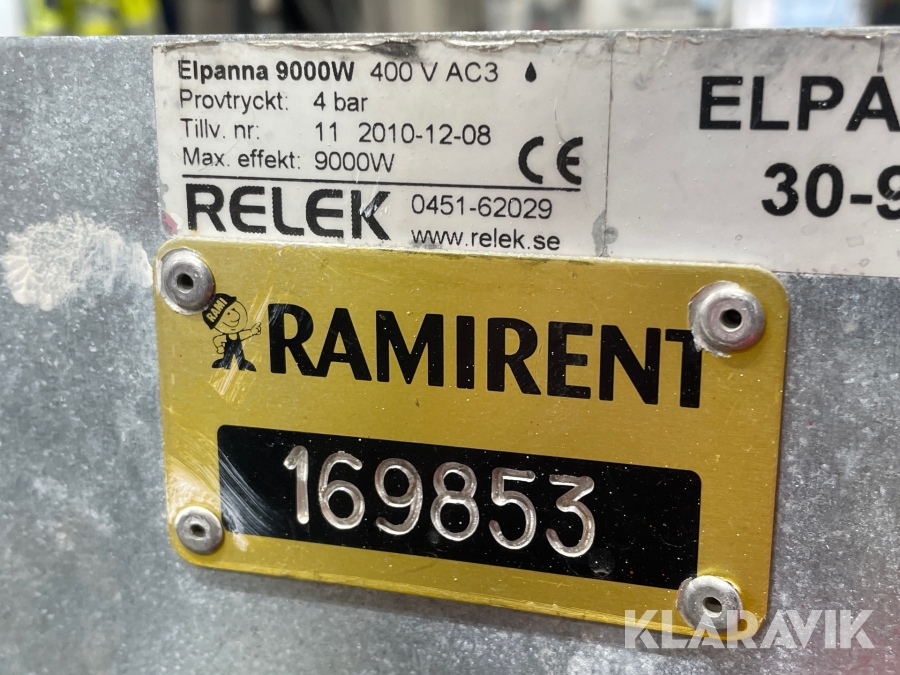 Elpanna 9000W 400 V AC3
Provtryckt: 4 bar
Tillv. nr: 11 2010-12-08
Max. effekt: 9000W
CE
RELEK 0451-62029
www.relek.se
ELPA
30-9
RAMI
RAMIRENT
169853
KLARAVIK